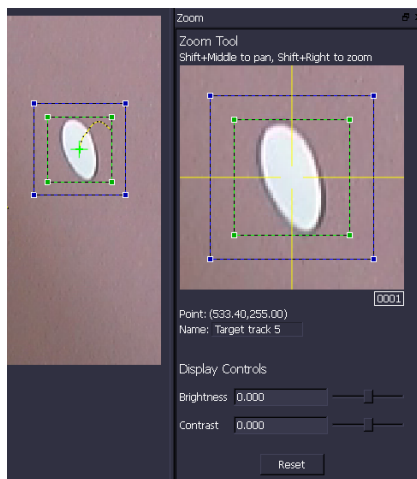 Zoom
Zoom Tool
Shift+Middle to pan, Shift+Right to zoom
0001
Point: (533.40,255.00)
Name: Target track 5
Display Controls
Brightness 0.000
Contrast 0.000
Reset